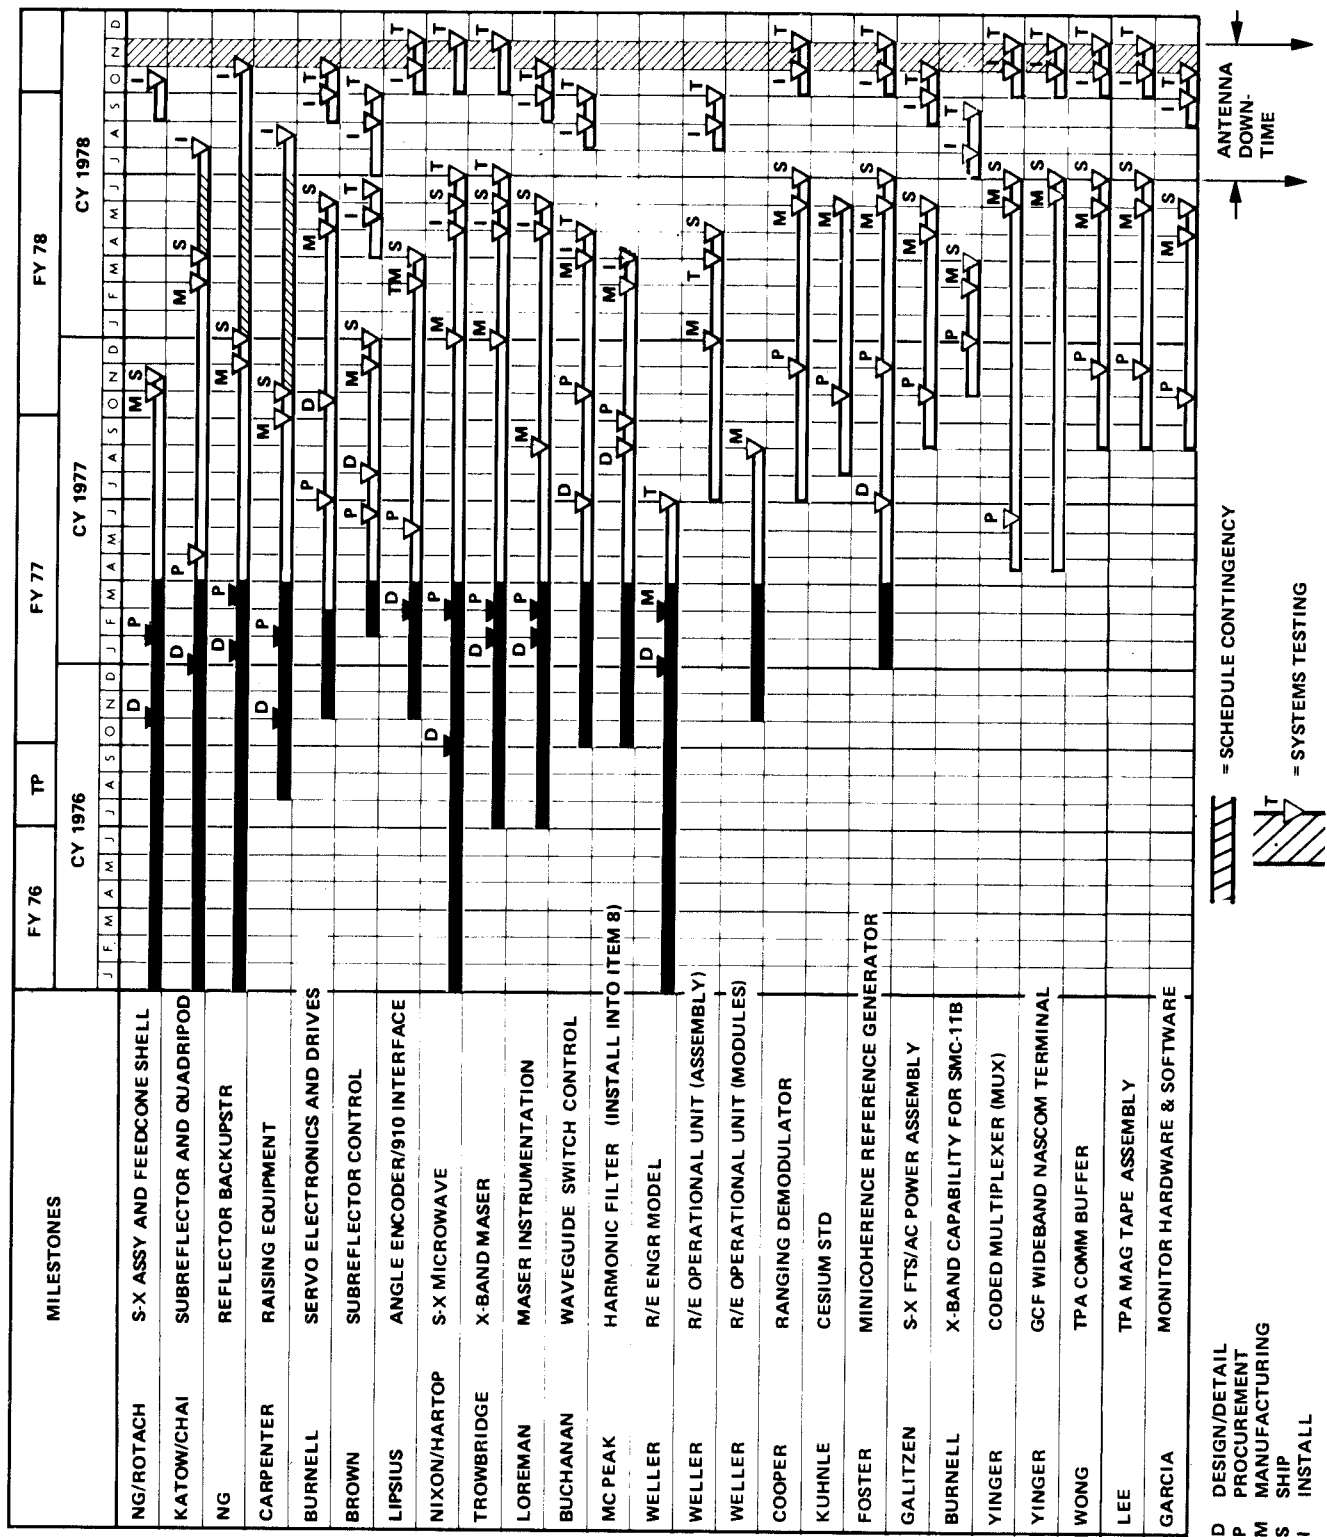 MILESTONES
FY 76 TP FY 77 FY 78
CY 1976 CY 1977 CY 1978
J F M A M J J A S O N D J F M A M J J A S O N D J F M A M J J A S O N D
NG/ROTACH S-X ASSY AND FEEDCONE SHELL D P M S I
KATOW/CHAI SUBREFLECTOR AND QUADRIPOD D P M S I
NG REFLECTOR BACKUPSTR D P M S I
CARPENTER RAISING EQUIPMENT D P M S I
BURNELL SERVO ELECTRONICS AND DRIVES P D M S I T
BROWN SUBREFLECTOR CONTROL P D M S I T I T
LIPSIUS ANGLE ENCODER/910 INTERFACE D P TM S I T
NIXON/HARTOP S-X MICROWAVE D P M I S T T
TROWBRIDGE X-BAND MASER D P M I S T T
LOREMAN MASER INSTRUMENTATION D P M I S I T
BUCHANAN WAVEGUIDE SWITCH CONTROL D P M I T I T
MC PEAK HARMONIC FILTER (INSTALL INTO ITEM 8) D P M I
WELLER R/E ENGR MODEL D M T
WELLER R/E OPERATIONAL UNIT (ASSEMBLY) M T S I T
WELLER R/E OPERATIONAL UNIT (MODULES) M
COOPER RANGING DEMODULATOR P M S I T
KUHNLE CESIUM STD P M
FOSTER MINICOHERENCE REFERENCE GENERATOR D P M S I T
GALITZEN S-X FTS/AC POWER ASSEMBLY P M S I T
BURNELL X-BAND CAPABILITY FOR SMC-11B P M S I T
YINGER CODED MULTIPLEXER (MUX) P M S I T
YINGER GCF WIDEBAND NASCOM TERMINAL M S I T
WONG TPA COMM BUFFER P M S I T
LEE TPA MAG TAPE ASSEMBLY P M S I T
GARCIA MONITOR HARDWARE & SOFTWARE P M S I T
D DESIGN/DETAIL
P PROCUREMENT
M MANUFACTURING
S SHIP
I INSTALL
= SCHEDULE CONTINGENCY
T = SYSTEMS TESTING
ANTENNA
DOWN-
TIME